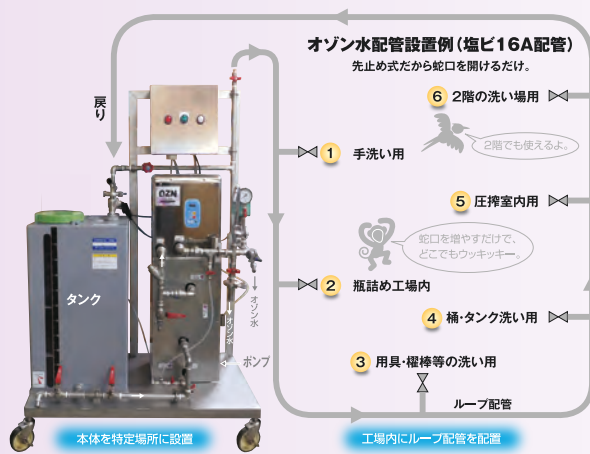 オゾン水配管設置例（塩ビ16A配管）
先止め式だから蛇口を開けるだけ。
戻り
6 2階の洗い場用
2階でも使えるよ。
1 手洗い用
5 圧搾室内用
蛇口を増やすだけで、
どこでもウッキッキー。
OZN
タンク
2 瓶詰め工場内
オゾン水
オゾン水
4 桶・タンク洗い用
ポンプ
3 用具・櫂棒等の洗い用
ループ配管
本体を特定場所に設置
工場内にループ配管を配置